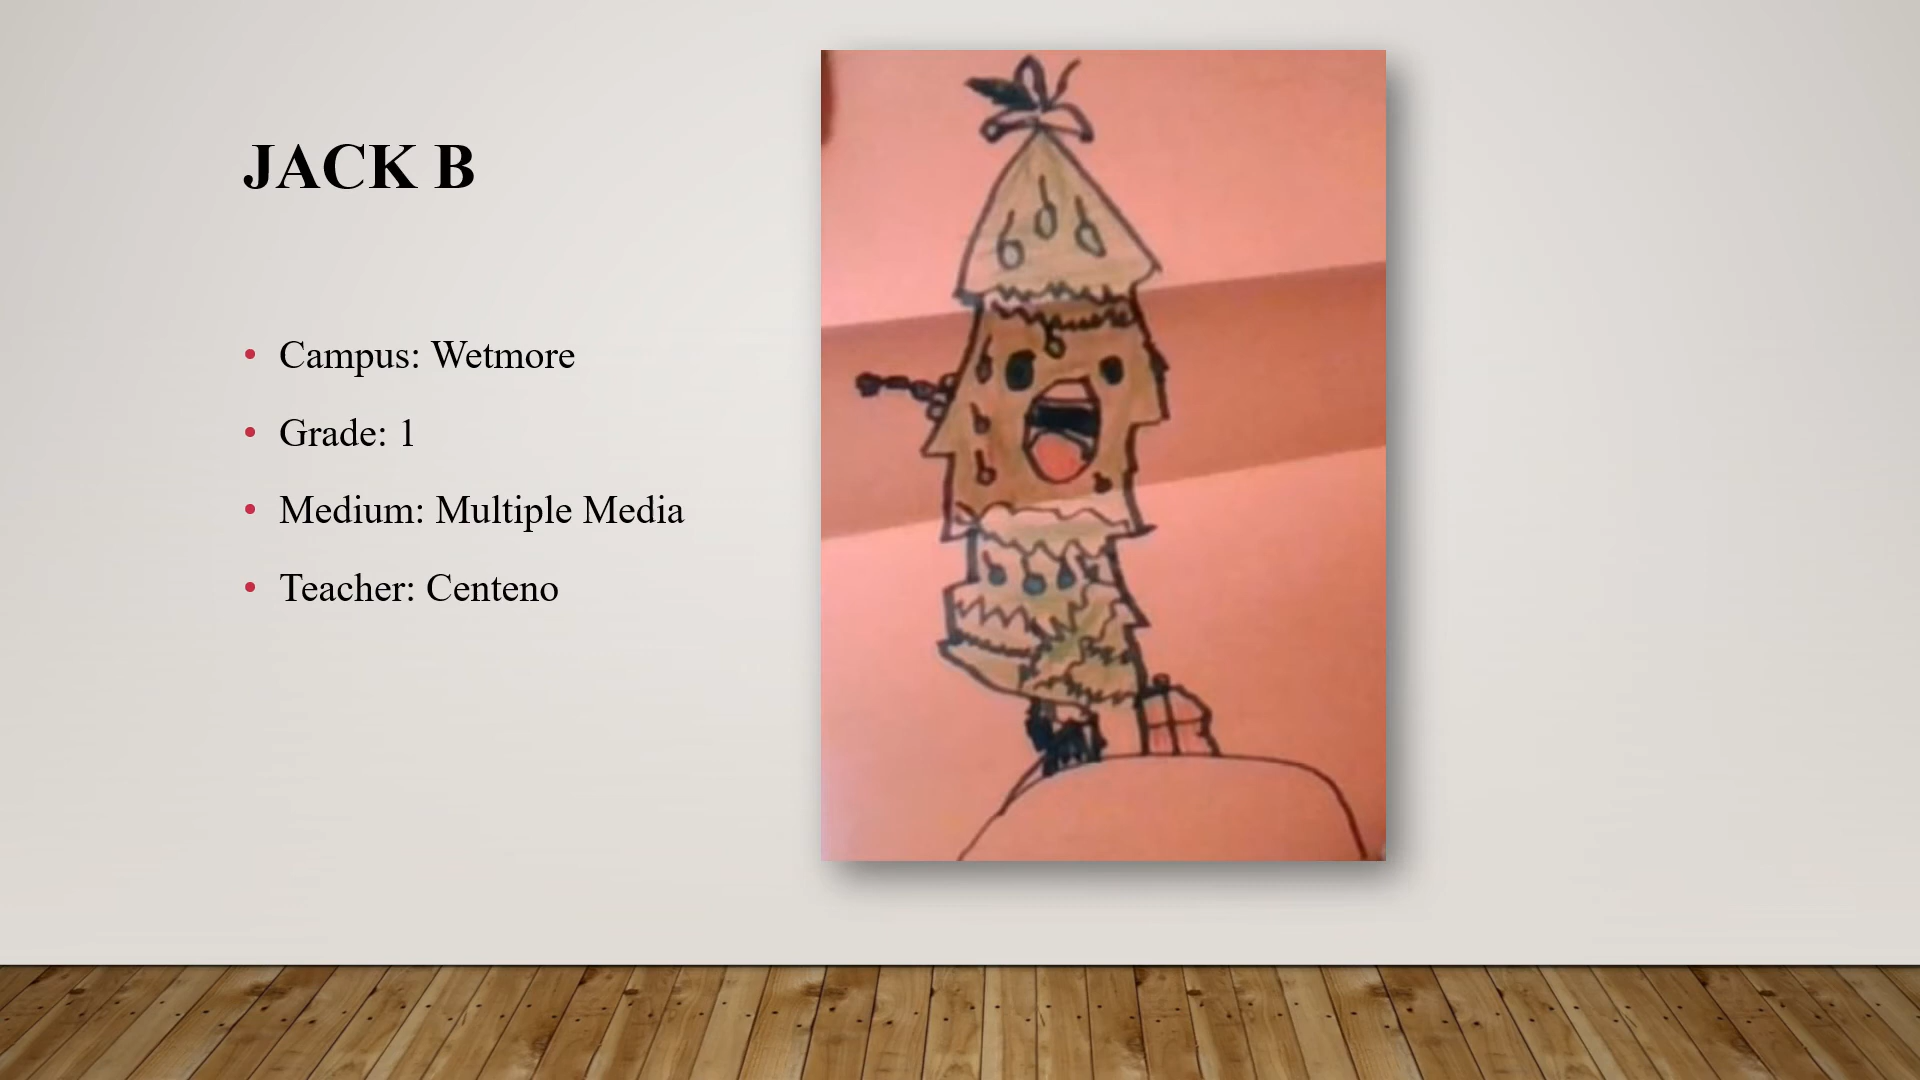 JACK B
• Campus: Wetmore
• Grade: 1
• Medium: Multiple Media
• Teacher: Centeno